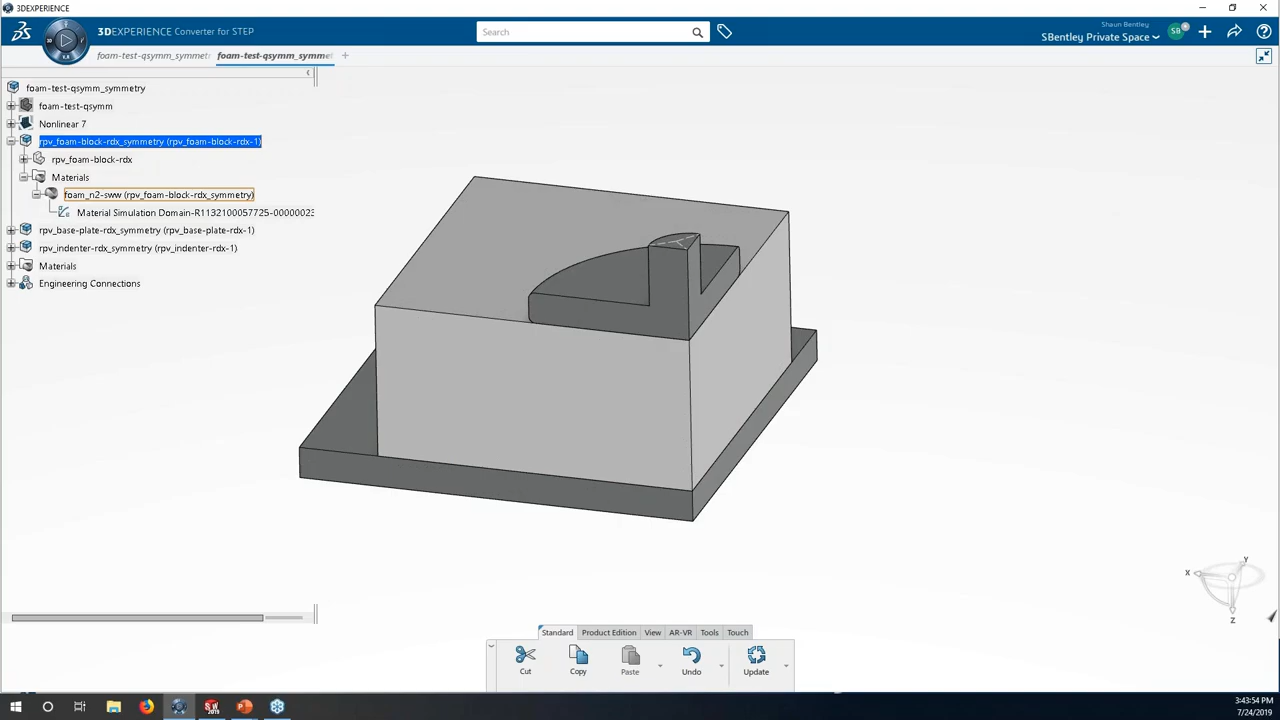 3DEXPERIENCE
3DEXPERIENCE Converter for STEP
Search
Shaun Bentley
SBentley Private Space
SB
foam-test-qsymm_symmetr
foam-test-qsymm_symme
foam-test-qsymm_symmetry
foam-test-qsymm
Nonlinear 7
rpv_foam-block-rdx_symmetry (rpv_foam-block-rdx-1)
rpv_foam-block-rdx
Materials
foam_n2-sww (rpv_foam-block-rdx_symmetry)
Material Simulation Domain-R1132100057725-00000023
rpv_base-plate-rdx_symmetry (rpv_base-plate-rdx-1)
rpv_indenter-rdx_symmetry (rpv_indenter-rdx-1)
Materials
Engineering Connections
X
Y
Z
Standard Product Edition View AR-VR Tools Touch
Cut Copy Paste Undo Update
3:43:54 PM
7/24/2019